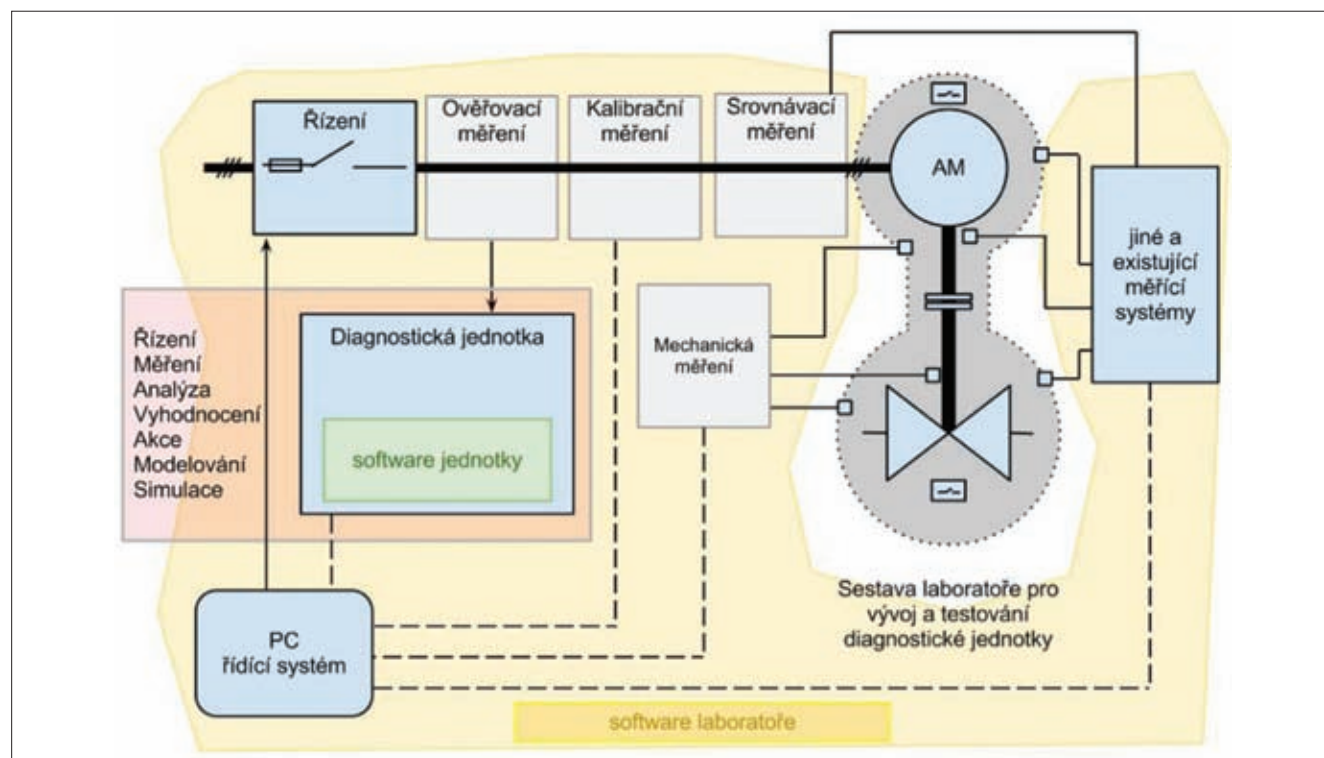 Řízení
Ověřovací
měření
Kalibrační
měření
Srovnávací
měření
AM
jiné a
existující
měřící
systémy
Řízení
Měření
Analýza
Vyhodnocení
Akce
Modelování
Simulace
Diagnostická jednotka
software jednotky
Mechanická
měření
Sestava laboratoře pro
vývoj a testování
diagnostické jednotky
PC
řídící systém
software laboratoře